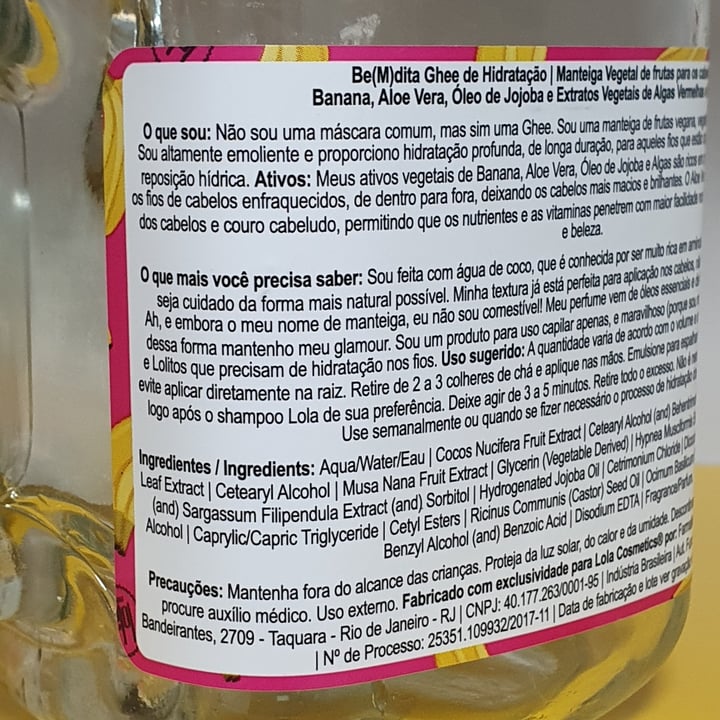 Be(M)dita Ghee de Hidratação | Manteiga Vegetal de frutas para os
Banana, Aloe Vera, Óleo de Jojoba e Extratos Vegetais de Algas Vermelhas
O que sou: Não sou uma máscara comum, mas sim uma Ghee. Sou uma manteiga de frutas vegana,
Sou altamente emoliente e proporciono hidratação profunda, de longa duração, para aqueles fios que
reposição hídrica. Ativos: Meus ativos vegetais de Banana, Aloe Vera, Óleo de Jojoba e Algas são ricos
os fios de cabelos enfraquecidos, de dentro para fora, deixando os cabelos mais macios e brilhantes. O
dos cabelos e couro cabeludo, permitindo que os nutrientes e as vitaminas penetrem com maior facilidade
e beleza.
O que mais você precisa saber: Sou feita com água de coco, que é conhecida por ser muito rica em
seja cuidado da forma mais natural possível. Minha textura já está perfeita para aplicação nos cabelos,
Ah, e embora o meu nome de manteiga, eu não sou comestível! Meu perfume vem de óleos essenciais e
dessa forma mantenho meu glamour. Sou um produto para uso capilar apenas, e maravilhoso (porque sou
e Lolitos que precisam de hidratação nos fios. Uso sugerido: A quantidade varia de acordo com o volume e
evite aplicar diretamente na raiz. Retire de 2 a 3 colheres de chá e aplique nas mãos. Emulsione para
logo após o shampoo Lola de sua preferência. Deixe agir de 3 a 5 minutos. Retire todo o excesso. Não é
Use semanalmente ou quando se fizer necessário o processo de hidratação
Ingredientes / Ingredients: Aqua/Water/Eau | Cocos Nucifera Fruit Extract | Cetearyl Alcohol (and)
Leaf Extract | Cetearyl Alcohol | Musa Nana Fruit Extract | Glycerin (Vegetable Derived) | Hypnea Musciformis
(and) Sargassum Filipendula Extract (and) Sorbitol | Hydrogenated Jojoba Oil | Cetrimonium Chloride |
Alcohol | Caprylic/Capric Triglyceride | Cetyl Esters | Ricinus Communis (Castor) Seed Oil | Ocimum
Benzyl Alcohol (and) Benzoic Acid | Disodium EDTA | Fragrance/Parfum
Precauções: Mantenha fora do alcance das crianças. Proteja da luz solar, do calor e da umidade.
procure auxílio médico. Uso externo. Fabricado com exclusividade para Lola Cosmetics® por:
Bandeirantes, 2709 - Taquara - Rio de Janeiro - RJ | CNPJ: 40.177.263/0001-95 | Indústria Brasileira |
| Nº de Processo: 25351.109932/2017-11 | Data de fabricação e lote ver